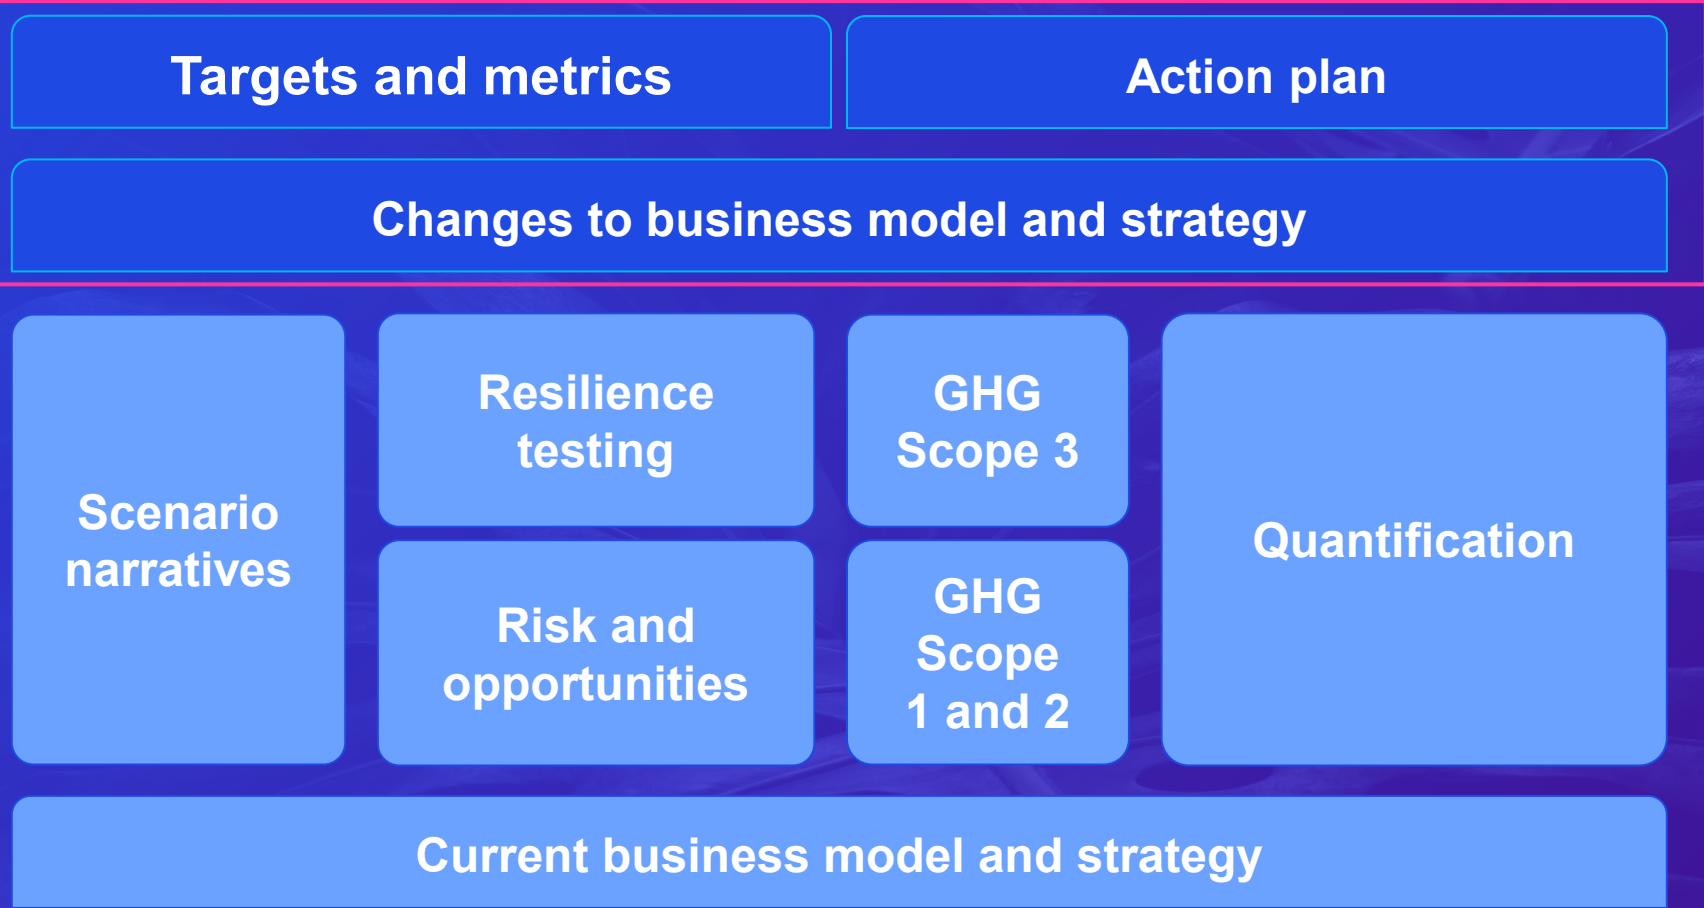 Targets and metrics
Action plan
Changes to business model and strategy
Scenario
narratives
Resilience
testing
Risk and
opportunities
GHG
Scope 3
GHG
Scope
1 and 2
Quantification
Current business model and strategy